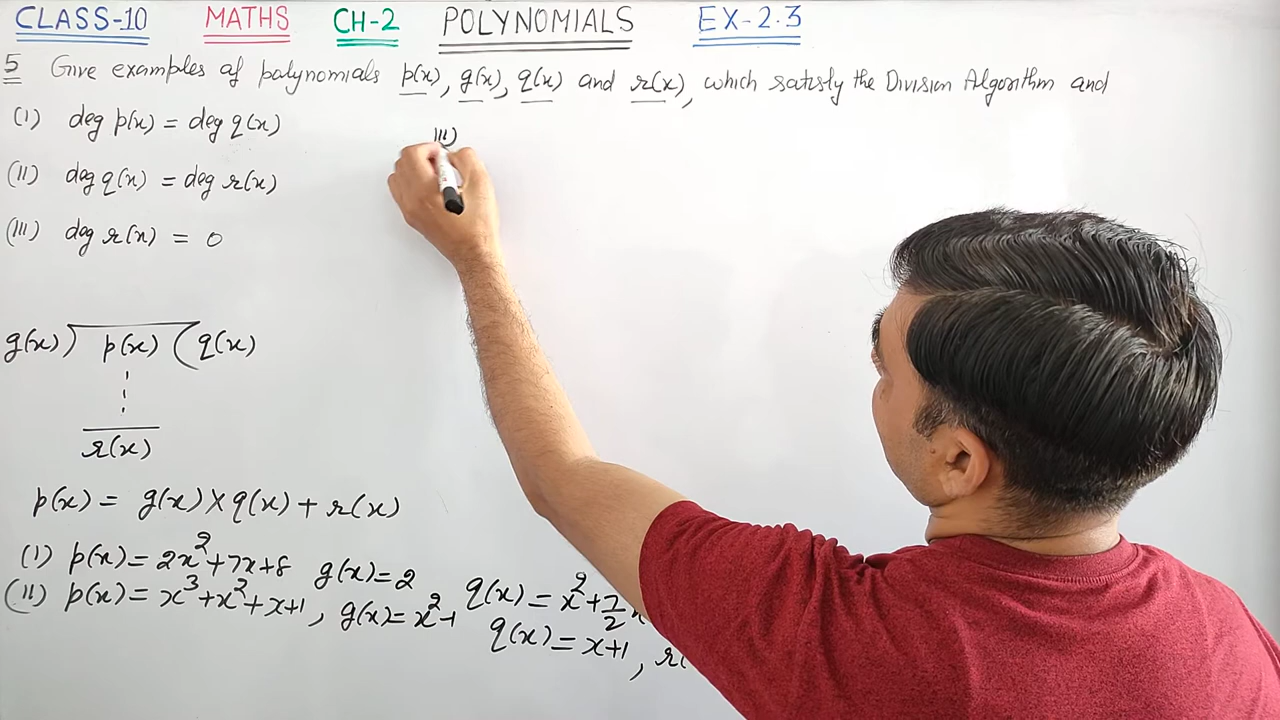 CLASS-10 MATHS CH-2 POLYNOMIALS EX-2.3
5 Give examples of polynomials p(x), g(x), q(x) and r(x), which satisfy the Division Algorithm and
(I) deg p(x) = deg q(x)
(II) deg q(x) = deg r(x)
(III) deg r(x) = 0
III)
g(x)) p(x) (q(x)
r(x)
p(x) = g(x) X q(x) + r(x)
(I) p(x) = 2x²+7x+8 g(x)=2 q(x) = x²+7/2
(II) p(x) = x³+x²+x+1, g(x)= x²+ q(x) = x+1,